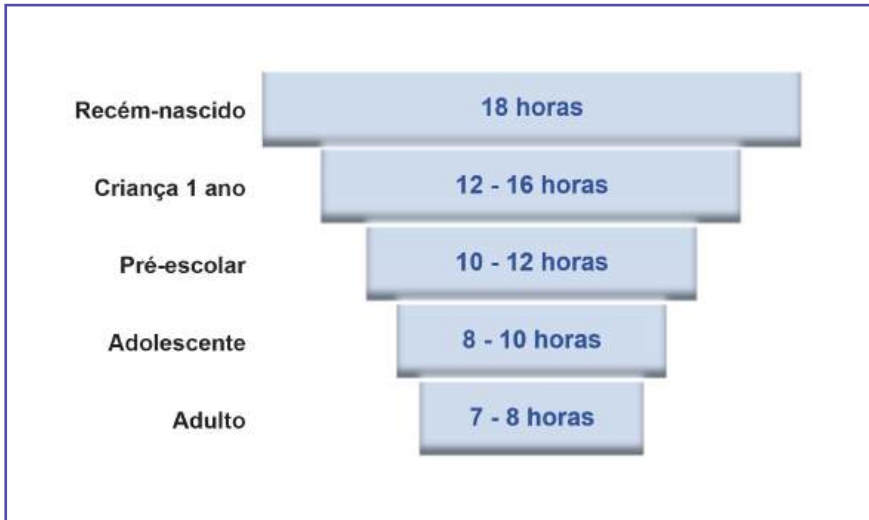 Recém-nascido 18 horas
Criança 1 ano 12 - 16 horas
Pré-escolar 10 - 12 horas
Adolescente 8 - 10 horas
Adulto 7 - 8 horas